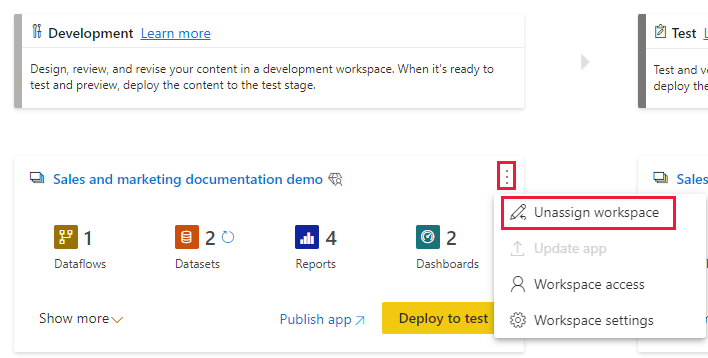 Development Learn more
Test L
Design, review, and revise your content in a development workspace. When it's ready to
test and preview, deploy the content to the test stage.
Test and v
deploy the
Sales and marketing documentation demo
Sales
Unassign workspace
Update app
Workspace access
Workspace settings
1
Dataflows
2
Datasets
4
Reports
2
Dashboards
Show more
Publish app
Deploy to test